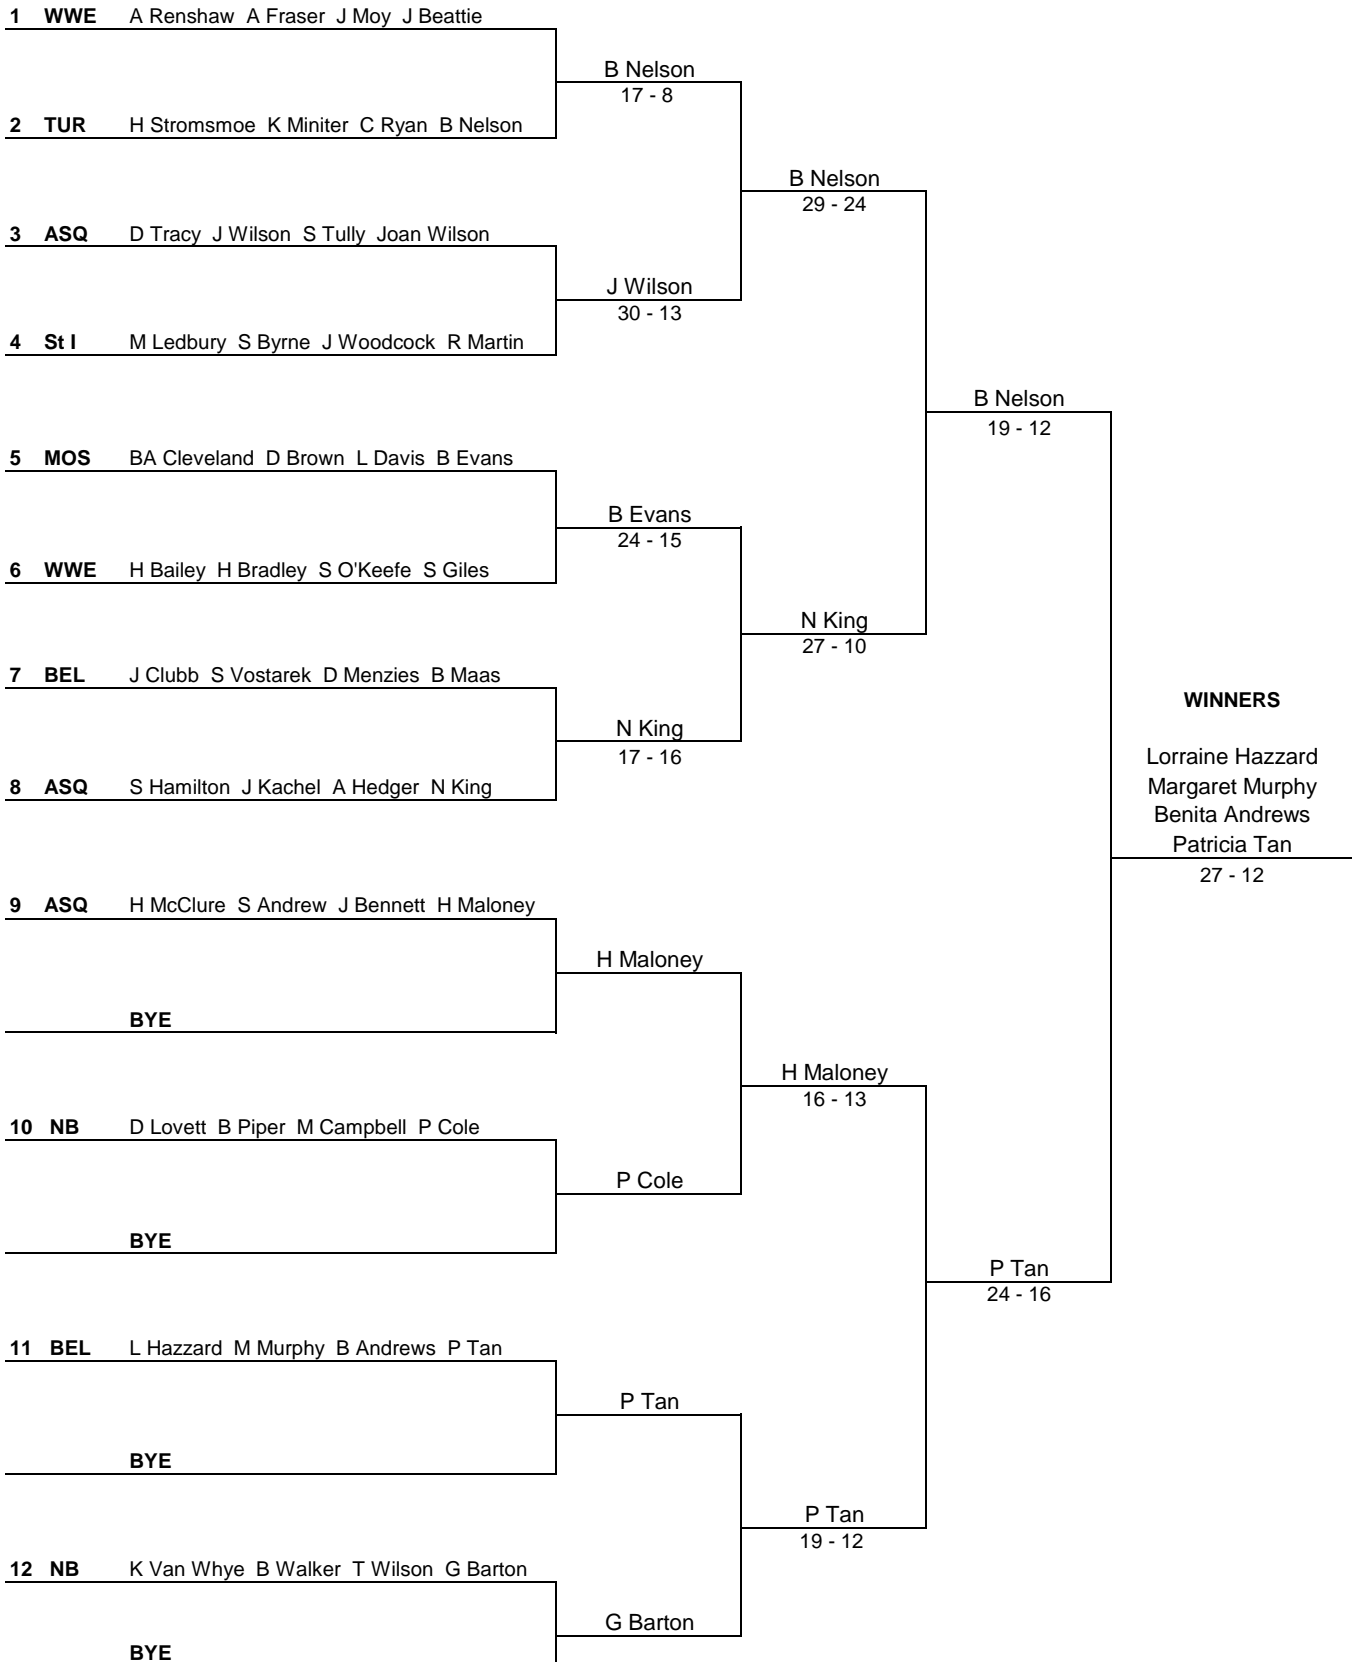 1 WWE A Renshaw A Fraser J Moy J Beattie
B Nelson
17 - 8
2 TUR H Stromsmoe K Miniter C Ryan B Nelson
B Nelson
29 - 24
3 ASQ D Tracy J Wilson S Tully Joan Wilson
J Wilson
30 - 13
4 St I M Ledbury S Byrne J Woodcock R Martin
B Nelson
19 - 12
5 MOS BA Cleveland D Brown L Davis B Evans
B Evans
24 - 15
6 WWE H Bailey H Bradley S O'Keefe S Giles
N King
27 - 10
7 BEL J Clubb S Vostarek D Menzies B Maas
WINNERS
N King
17 - 16
Lorraine Hazzard
8 ASQ S Hamilton J Kachel A Hedger N King
Margaret Murphy
Benita Andrews
Patricia Tan
27 - 12
9 ASQ H McClure S Andrew J Bennett H Maloney
H Maloney
BYE
H Maloney
16 - 13
10 NB D Lovett B Piper M Campbell P Cole
P Cole
BYE
P Tan
24 - 16
11 BEL L Hazzard M Murphy B Andrews P Tan
P Tan
BYE
P Tan
19 - 12
12 NB K Van Whye B Walker T Wilson G Barton
G Barton
BYE